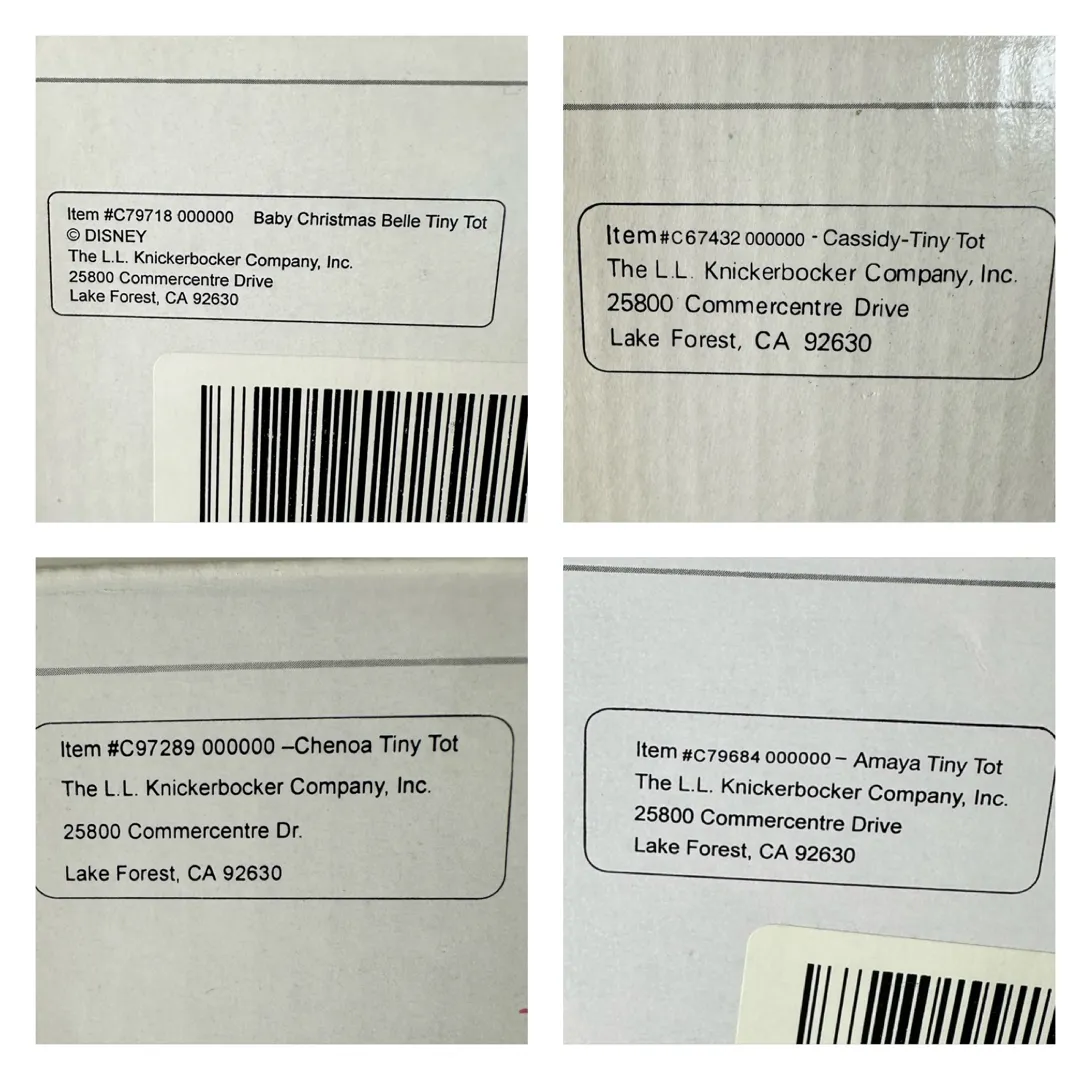 Item #C79718 000000 Baby Christmas Belle Tiny Tot
© DISNEY
The L.L. Knickerbocker Company, Inc.
25800 Commercentre Drive
Lake Forest, CA 92630
Item#C67432 000000 - Cassidy-Tiny Tot
The L.L. Knickerbocker Company, Inc.
25800 Commercentre Drive
Lake Forest, CA 92630
Item #C97289 000000 –Chenoa Tiny Tot
The L.L. Knickerbocker Company, Inc.
25800 Commercentre Dr.
Lake Forest, CA 92630
Item #C79684 000000 – Amaya Tiny Tot
The L.L. Knickerbocker Company, Inc.
25800 Commercentre Drive
Lake Forest, CA 92630